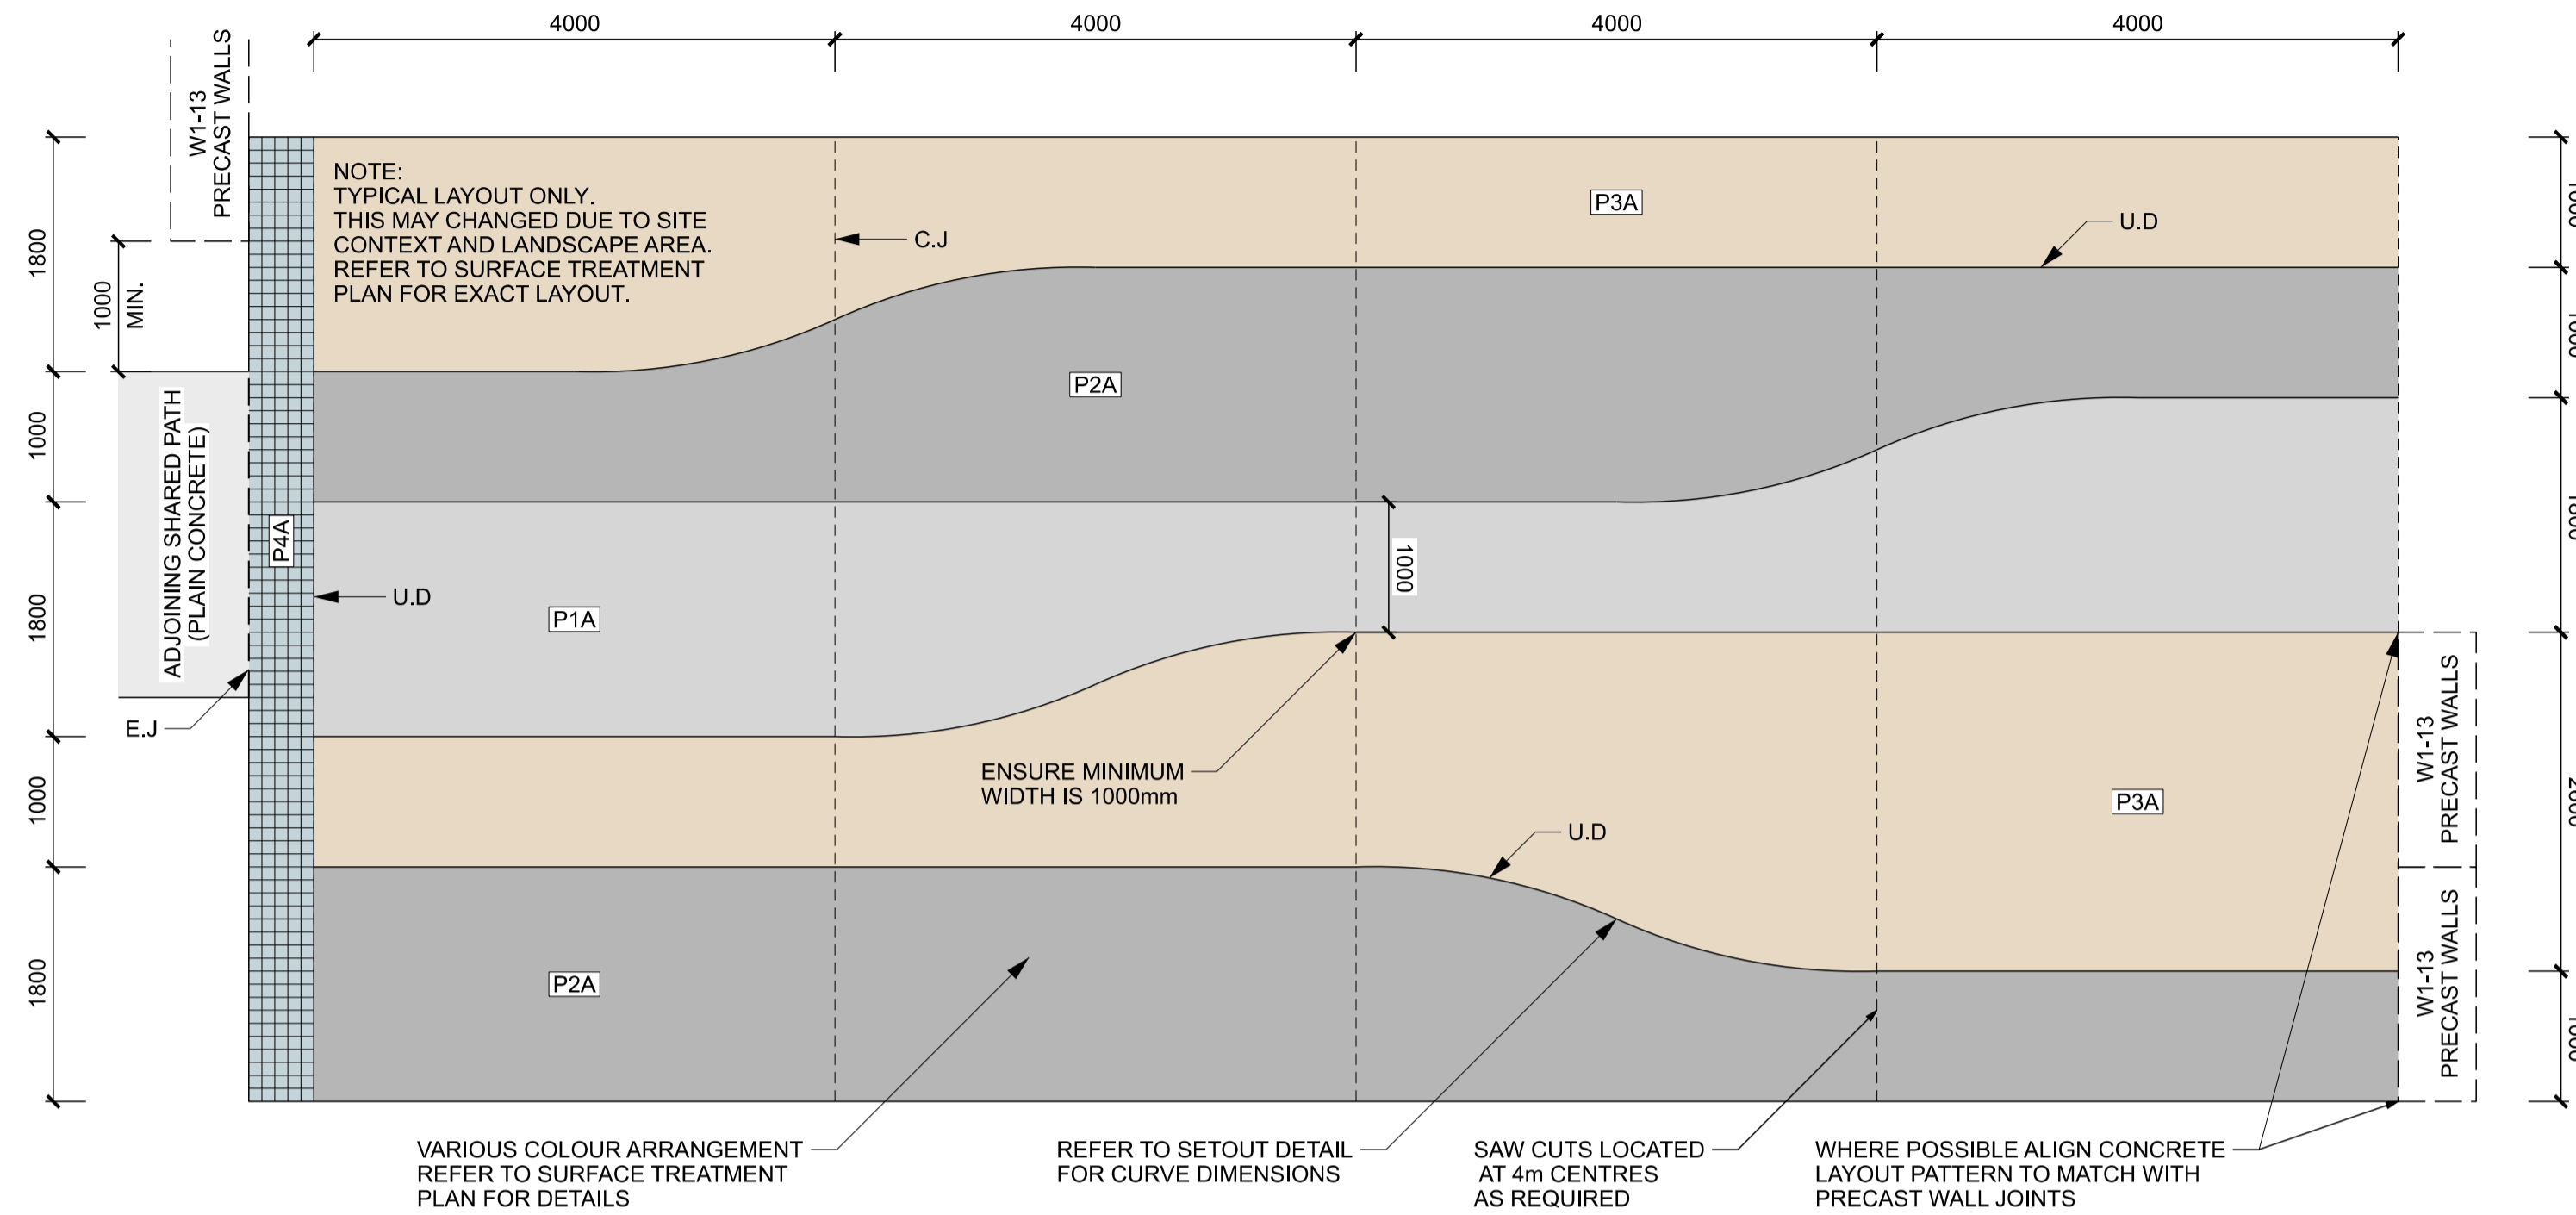 4000
4000
4000
4000
W1-13
PRECAST WALLS
NOTE:
TYPICAL LAYOUT ONLY.
THIS MAY CHANGED DUE TO SITE
CONTEXT AND LANDSCAPE AREA.
REFER TO SURFACE TREATMENT
PLAN FOR EXACT LAYOUT.
P3A
U.D
C.J
1800
1000
MIN.
P2A
1000
ADJOINING SHARED PATH
(PLAIN CONCRETE)
P4A
1000
U.D
P1A
1800
E.J
ENSURE MINIMUM
WIDTH IS 1000mm
W1-13
PRECAST WALLS
1000
P3A
U.D
1800
P2A
W1-13
PRECAST WALLS
VARIOUS COLOUR ARRANGEMENT
REFER TO SURFACE TREATMENT
PLAN FOR DETAILS
REFER TO SETOUT DETAIL
FOR CURVE DIMENSIONS
SAW CUTS LOCATED
AT 4m CENTRES
AS REQUIRED
WHERE POSSIBLE ALIGN CONCRETE
LAYOUT PATTERN TO MATCH WITH
PRECAST WALL JOINTS